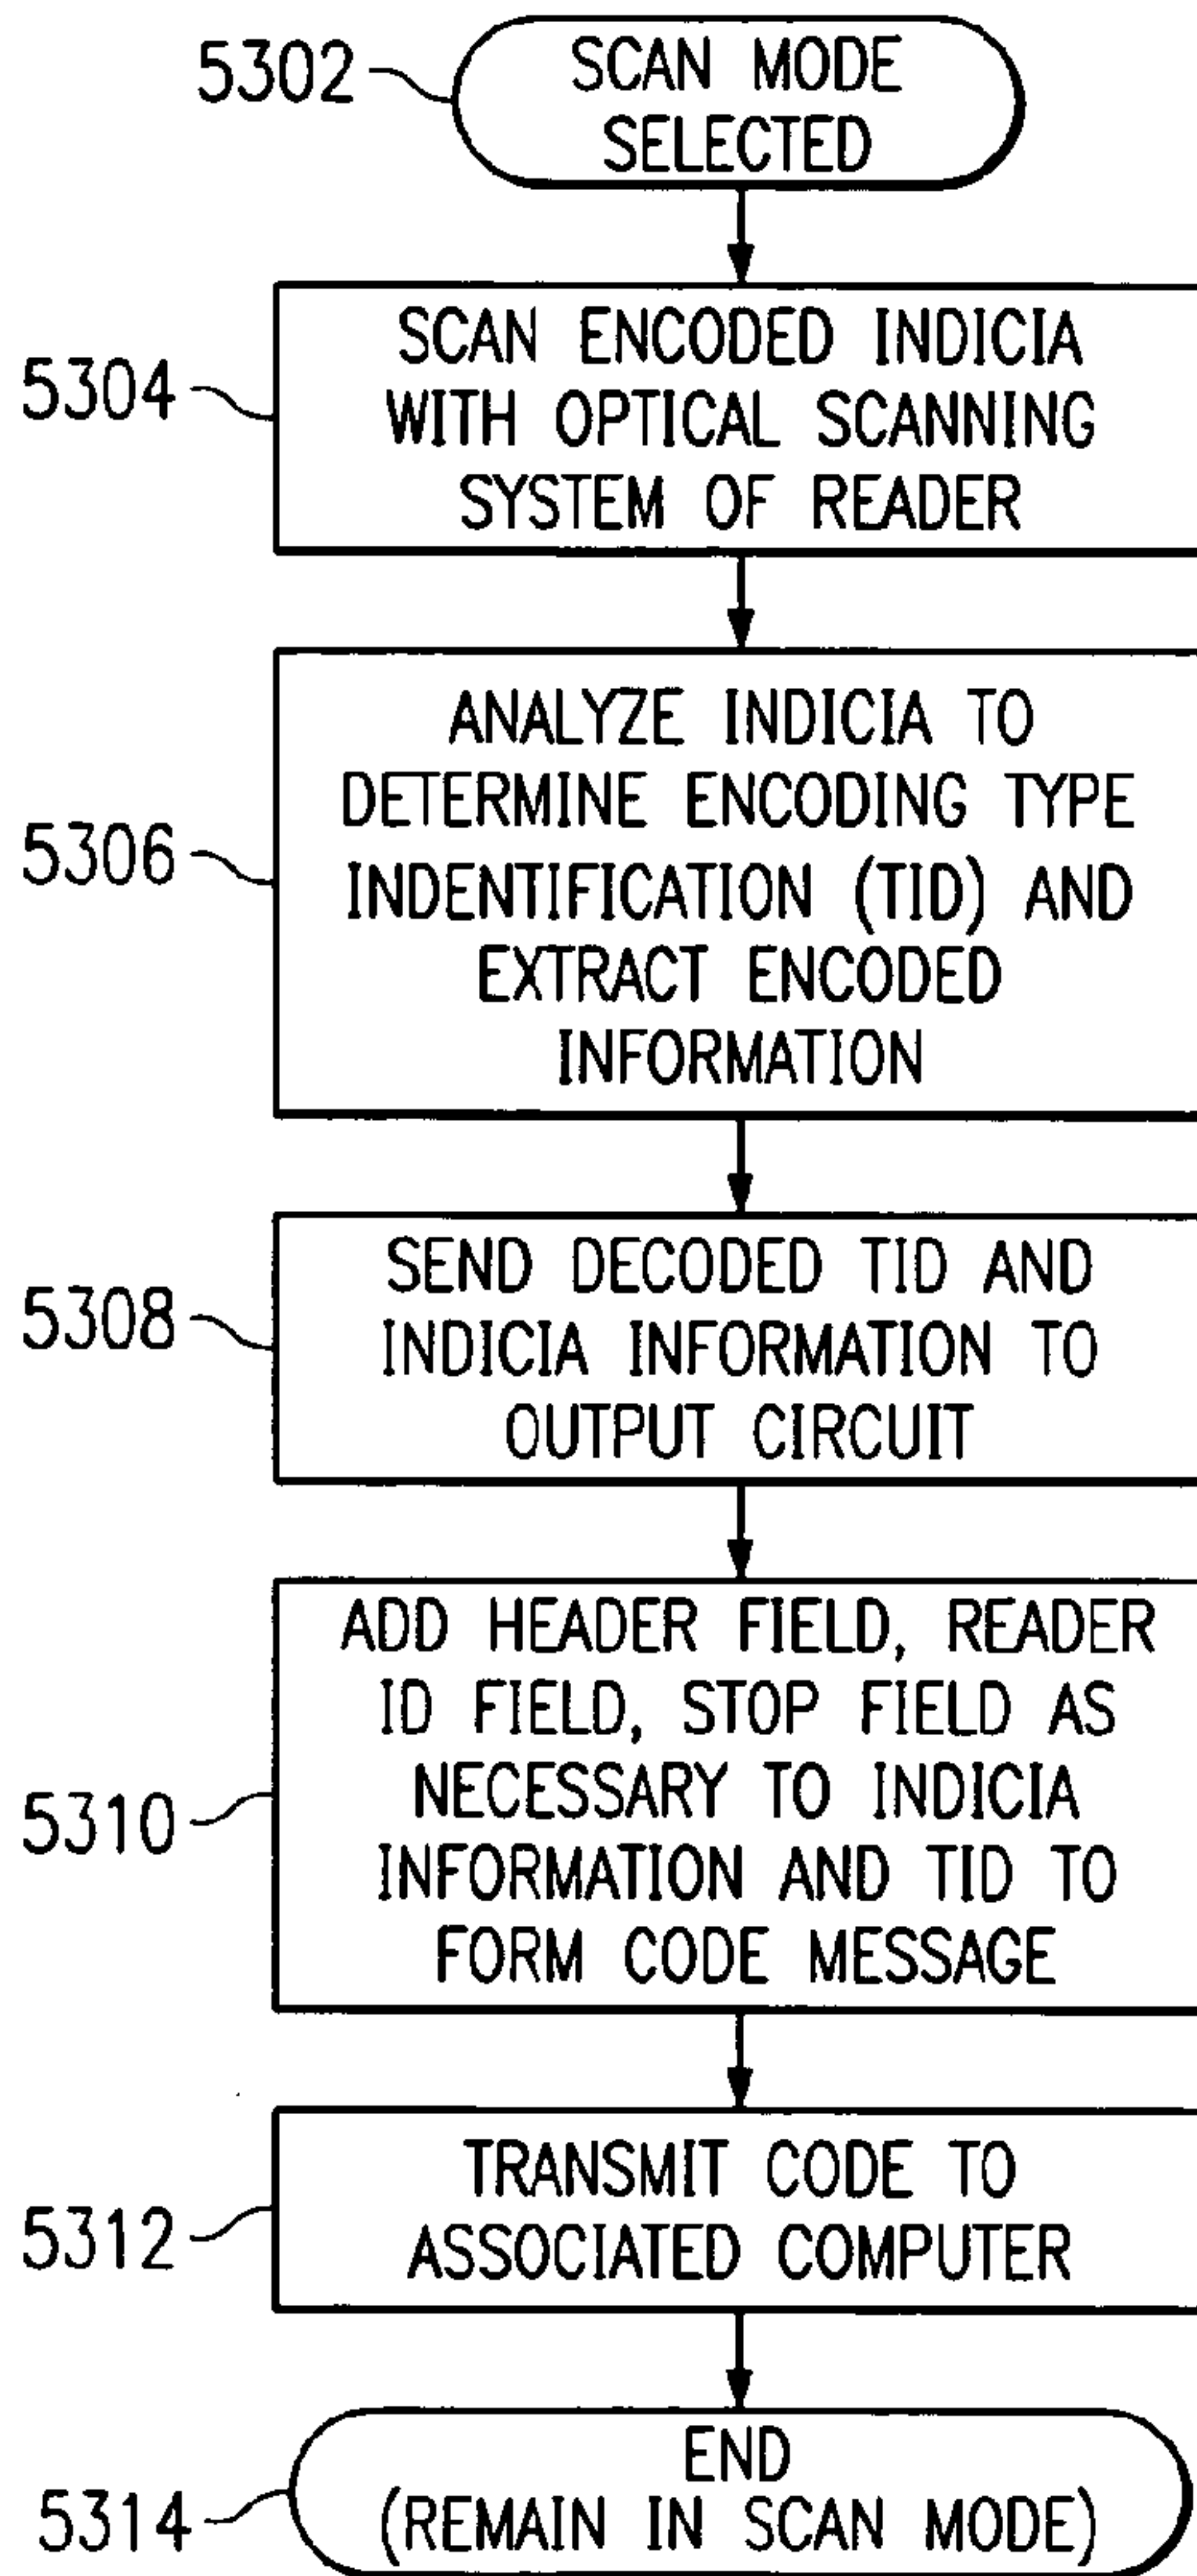 5302
SCAN MODE
SELECTED
5304
SCAN ENCODED INDICIA
WITH OPTICAL SCANNING
SYSTEM OF READER
5306
ANALYZE INDICIA TO
DETERMINE ENCODING TYPE
INDENTIFICATION (TID) AND
EXTRACT ENCODED
INFORMATION
5308
SEND DECODED TID AND
INDICIA INFORMATION TO
OUTPUT CIRCUIT
5310
ADD HEADER FIELD, READER
ID FIELD, STOP FIELD AS
NECESSARY TO INDICIA
INFORMATION AND TID TO
FORM CODE MESSAGE
5312
TRANSMIT CODE TO
ASSOCIATED COMPUTER
5314
END
(REMAIN IN SCAN MODE)